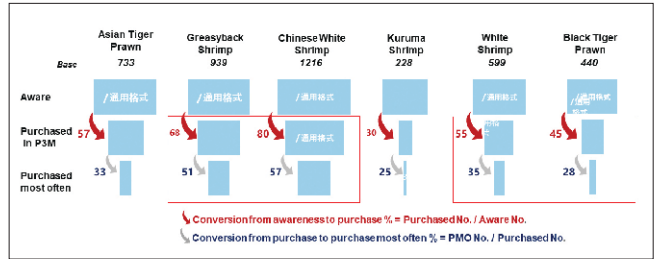 Asian Tiger Prawn
Greasyback Shrimp
Chinese White Shrimp
Kuruma Shrimp
White Shrimp
Black Tiger Prawn
Base 733 939 1216 228 599 440
Aware /通用格式 /通用格式 /通用格式 /通用格式 /通用格式
Purchased in P3M 57 68 80 /通用格式 30 55 45
Purchased most often 33 51 57 25 35 28
Conversion from awareness to purchase % = Purchased No. / Aware No.
Conversion from purchase to purchase most often % = PMO No. / Purchased No.